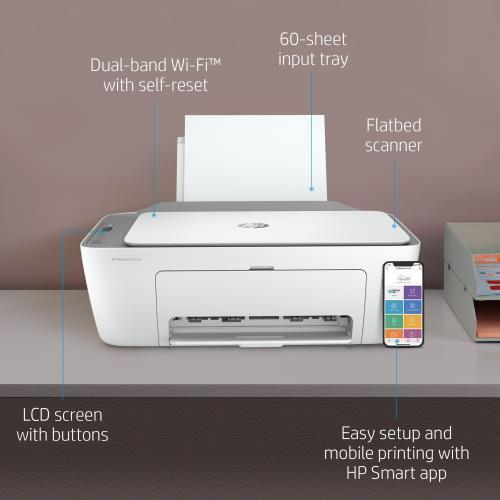 60-sheet
input tray
Dual-band Wi-Fi™
with self-reset
Flatbed
scanner
hp
LCD screen
with buttons
Easy setup and
mobile printing with
HP Smart app